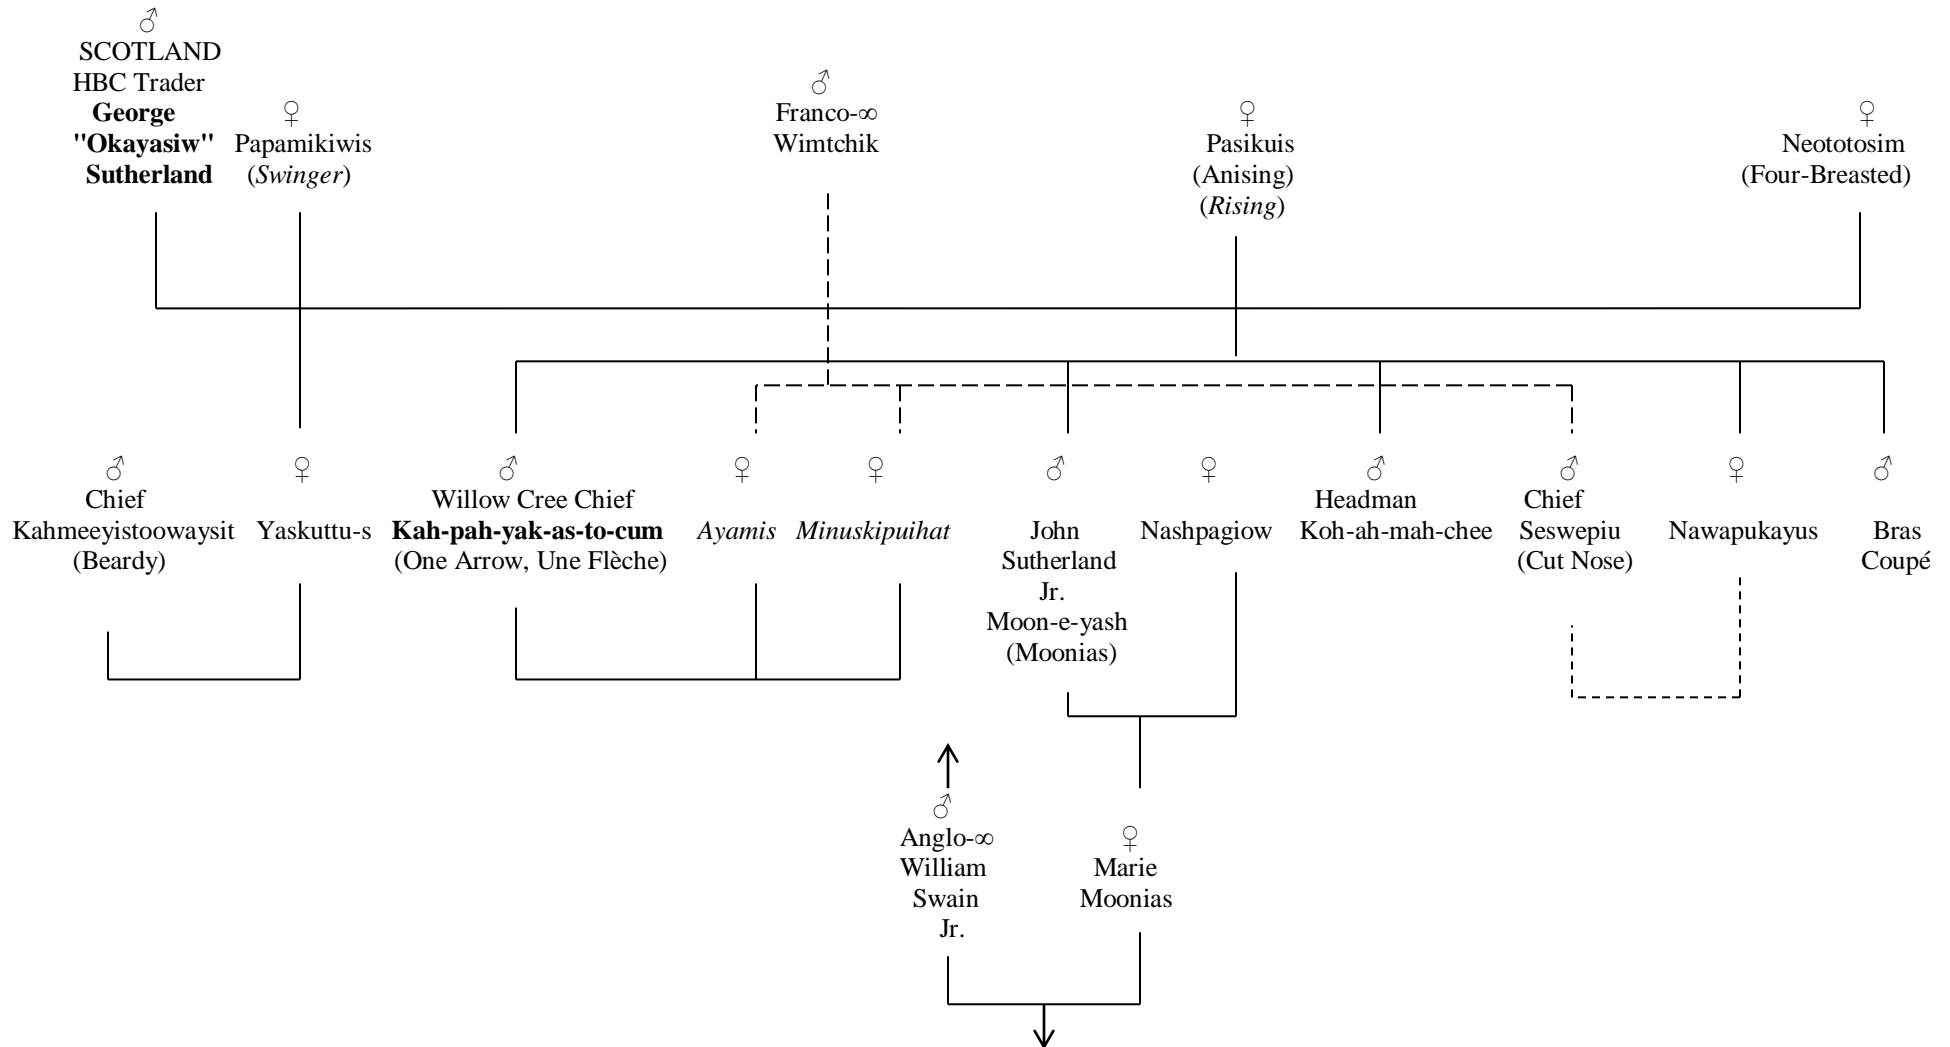 ♂
SCOTLAND
HBC Trader
George
"Okayasiw"
Sutherland
♀
Papamikiwis
(Swinger)
♂
Franco-∞
Wimtchik
♀
Pasikuis
(Anising)
(Rising)
♀
Neototosim
(Four-Breasted)
♂
Chief
Kahmeeyistoowaysit
(Beardy)
♀
Yaskuttu-s
♂
Willow Cree Chief
Kah-pah-yak-as-to-cum
(One Arrow, Une Flèche)
♀
Ayamis
♀
Minuskipuihat
♂
John
Sutherland
Jr.
Moon-e-yash
(Moonias)
♀
Nashpagiow
♂
Headman
Koh-ah-mah-chee
♂
Chief
Seswepiu
(Cut Nose)
♀
Nawapukayus
♂
Bras
Coupé
♂
Anglo-∞
William
Swain
Jr.
♀
Marie
Moonias